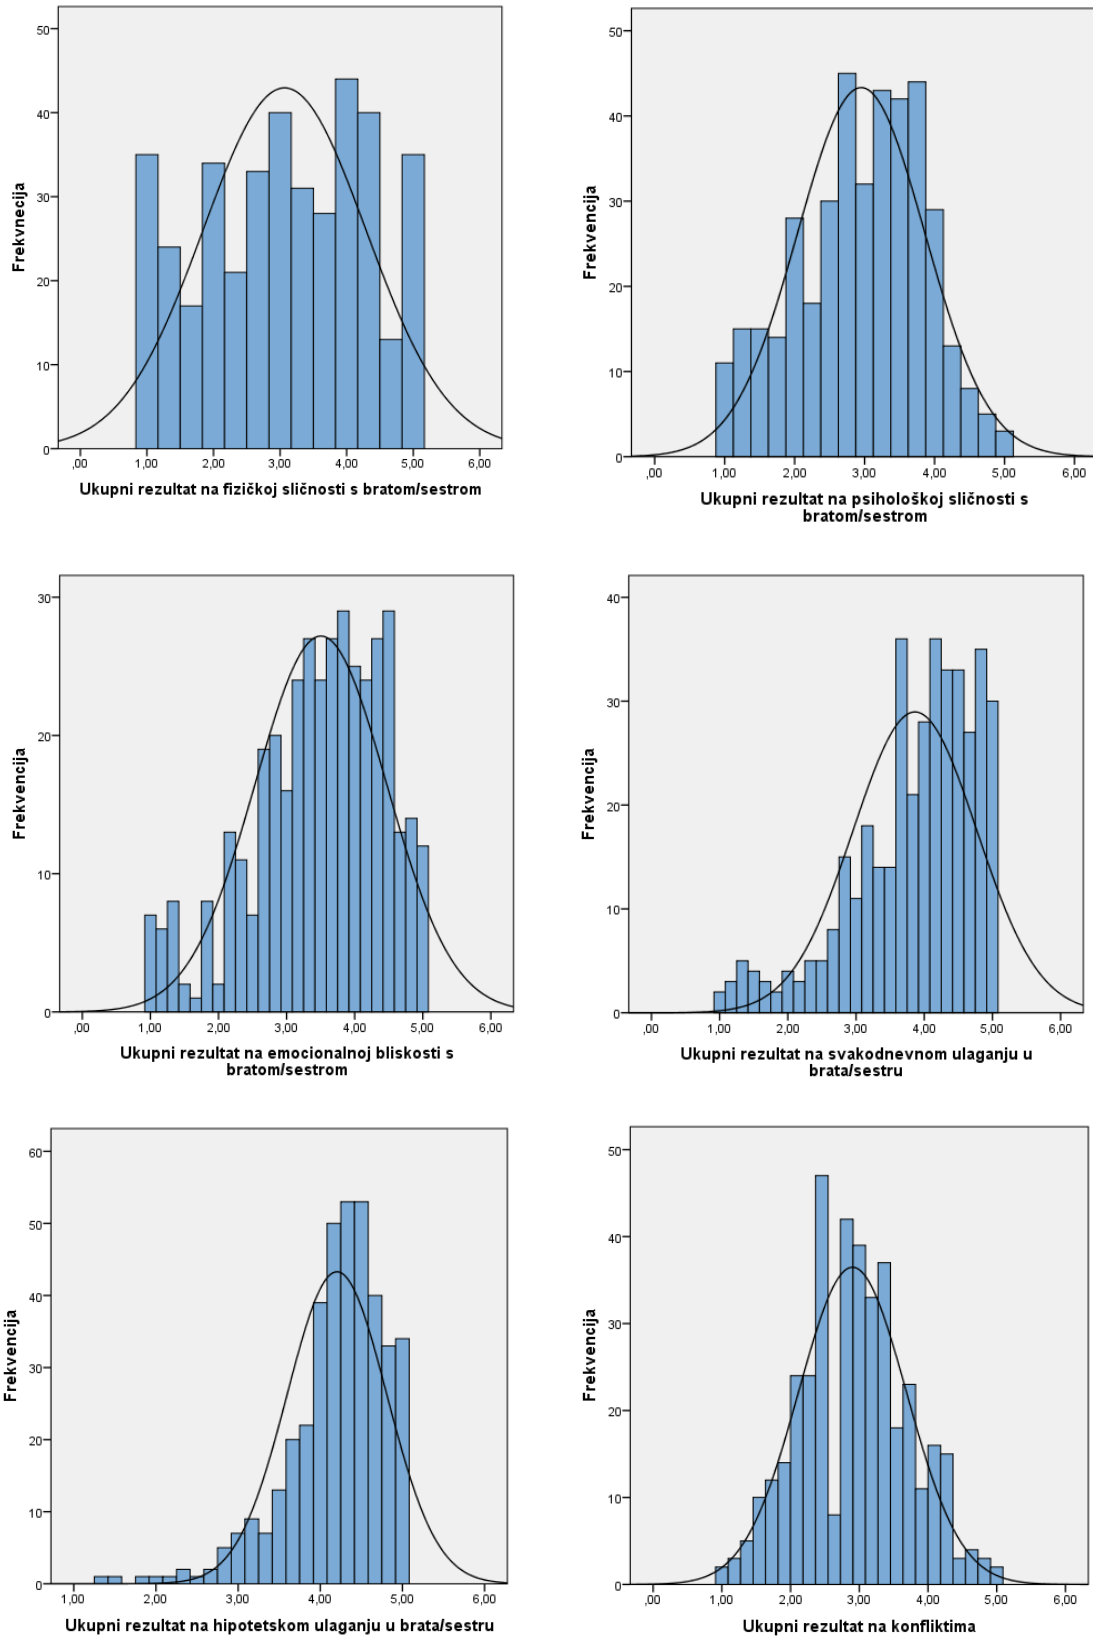 50
40
30
20
10
0
Frekvnecija
,00 1,00 2,00 3,00 4,00 5,00 6,00
Ukupni rezultat na fizičkoj sličnosti s bratom/sestrom
50
40
30
20
10
0
Frekvencija
,00 1,00 2,00 3,00 4,00 5,00 6,00
Ukupni rezultat na psihološkoj sličnosti s
bratom/sestrom
30
20
10
0
Frekvencija
,00 1,00 2,00 3,00 4,00 5,00 6,00
Ukupni rezultat na emocionalnoj bliskosti s
bratom/sestrom
40
30
20
10
0
Frekvencija
,00 1,00 2,00 3,00 4,00 5,00 6,00
Ukupni rezultat na svakodnevnom ulaganju u
brata/sestru
60
50
40
30
20
10
0
Frekvencija
1,00 2,00 3,00 4,00 5,00 6,00
Ukupni rezultat na hipotetskom ulaganju u brata/sestru
50
40
30
20
10
0
Frekvencija
,00 1,00 2,00 3,00 4,00 5,00 6,00
Ukupni rezultat na konfliktima